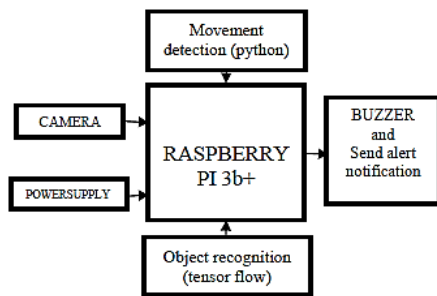 Movement
detection (python)
CAMERA
POWERSUPPLY
RASPBERRY
PI 3b+
BUZZER
and
Send alert
notification
Object recognition
(tensor flow)